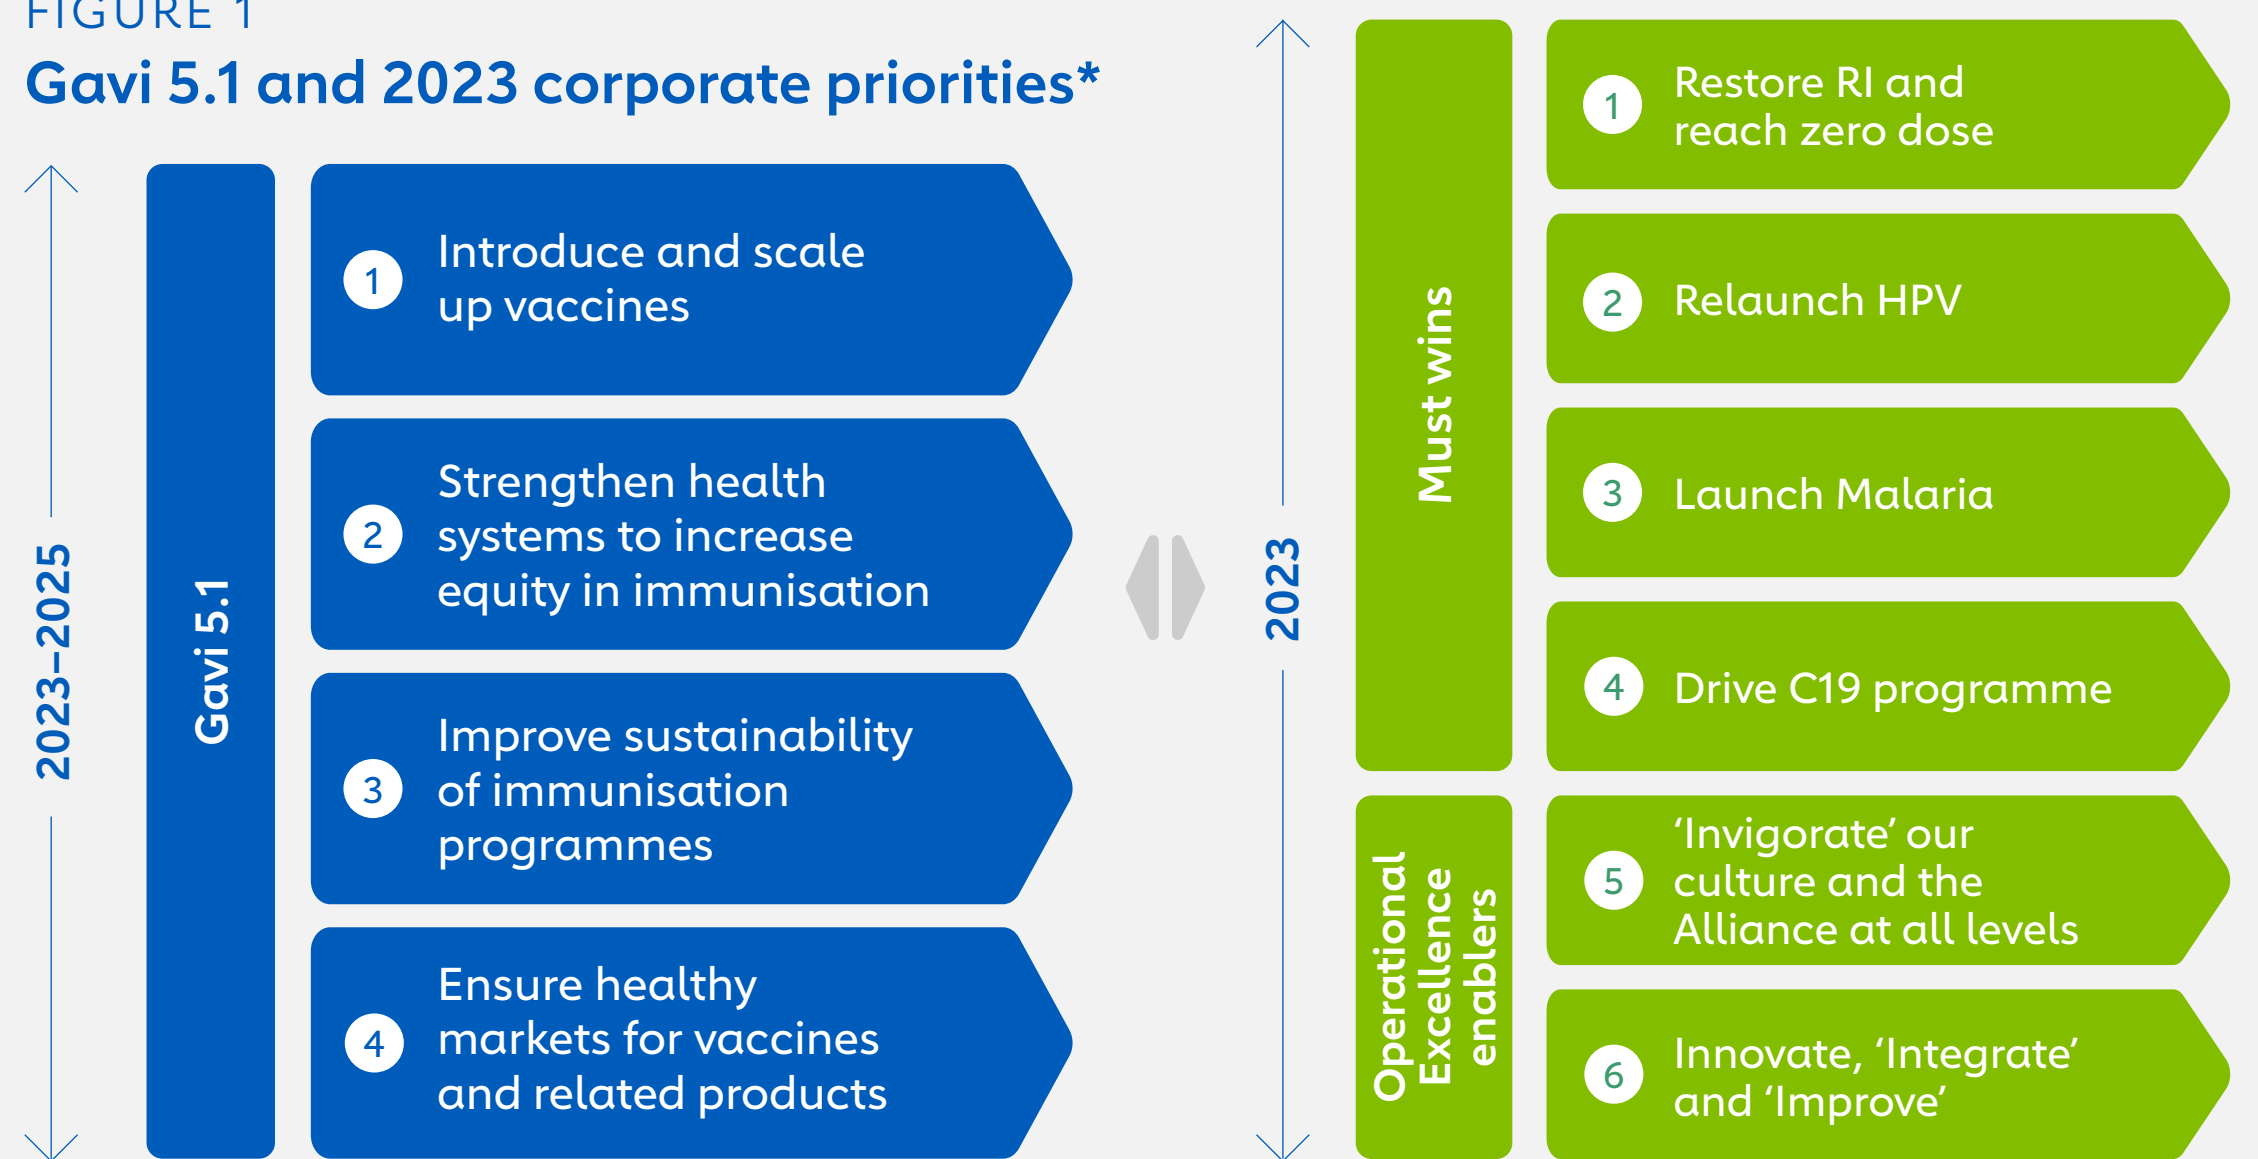 FIGURE 1
Gavi 5.1 and 2023 corporate priorities*
2023–2025
Gavi 5.1
1
Introduce and scale
up vaccines
2
Strengthen health
systems to increase
equity in immunisation
3
Improve sustainability
of immunisation
programmes
4
Ensure healthy
markets for vaccines
and related products
2023
Must wins
1
Restore RI and
reach zero dose
2
Relaunch HPV
3
Launch Malaria
4
Drive C19 programme
Operational
Excellence
enablers
5
‘Invigorate’ our
culture and the
Alliance at all levels
6
Innovate, ‘Integrate’
and ‘Improve’